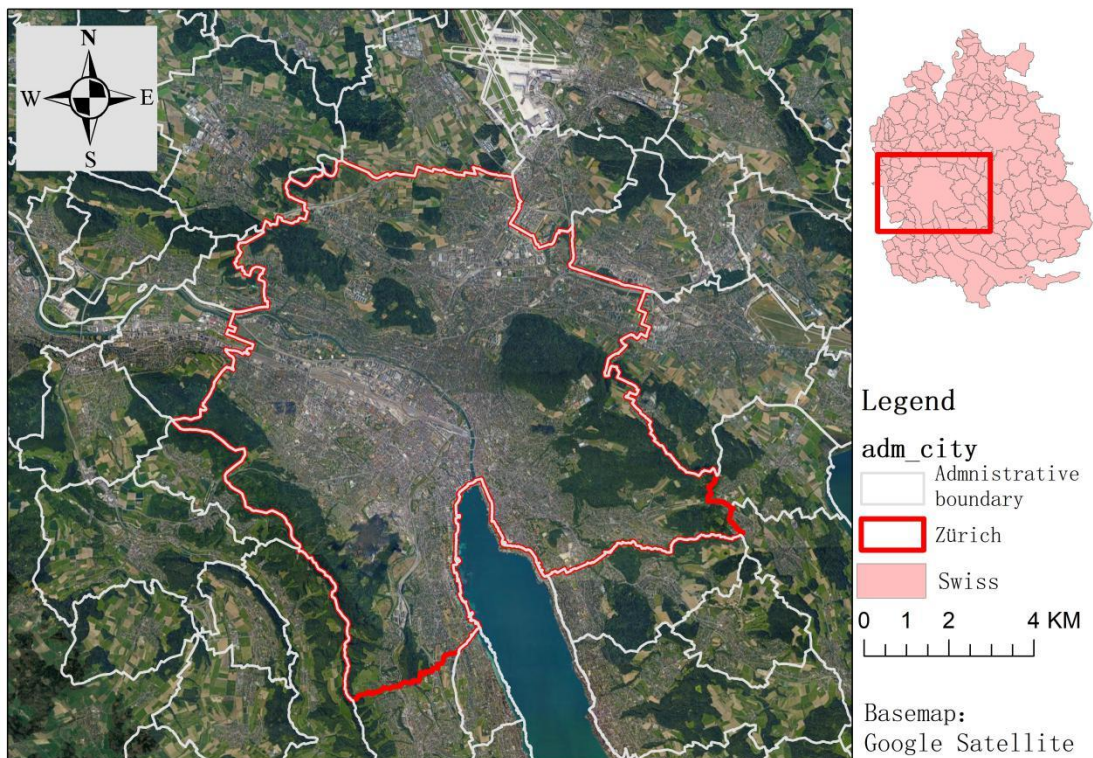 N
W E
S
Legend
adm_city
Admnistrative
boundary
Zürich
Swiss
0 1 2 4 KM
Basemap:
Google Satellite